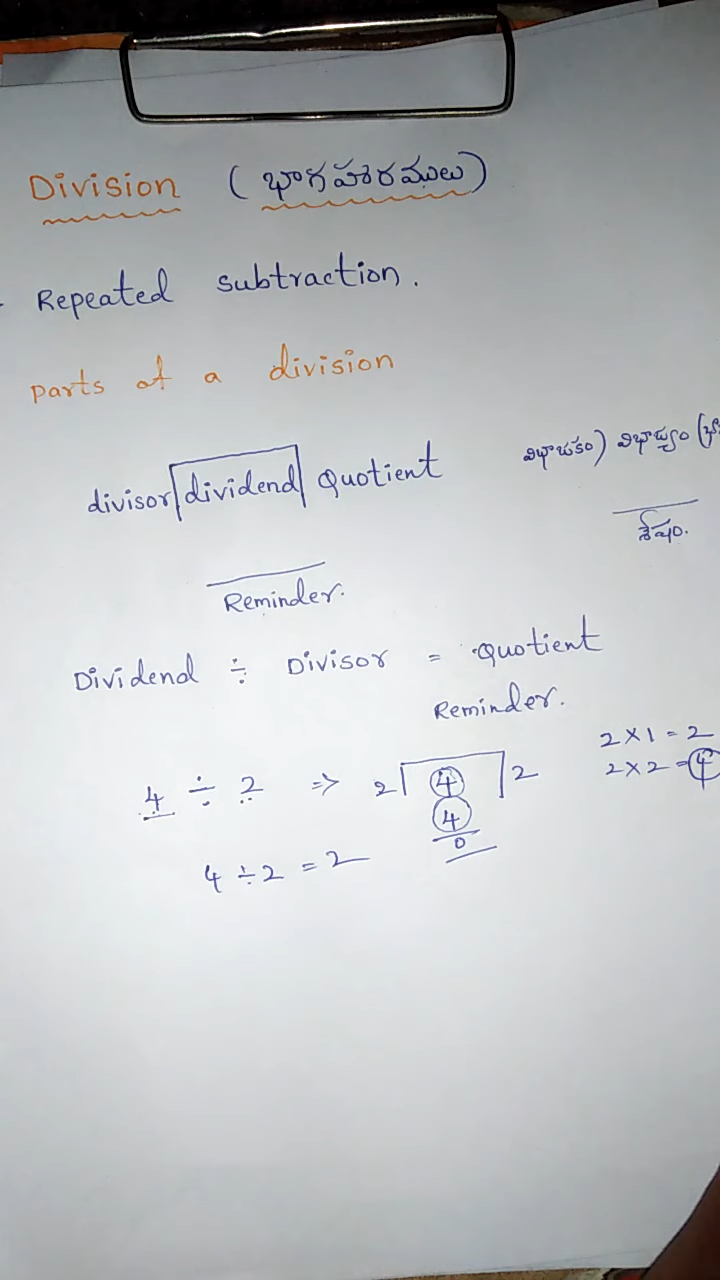 Division (భాగహారములు)
Repeated subtraction.
parts of a division
divisor dividend Quotient
విభాజకం) విభాజ్యం (
శేషం.
Reminder.
Dividend ÷ Divisor = Quotient
Reminder.
2 × 1 = 2
2 × 2 = 4
4 ÷ 2 ⇒ 2 4 2
4
0
4 ÷ 2 = 2